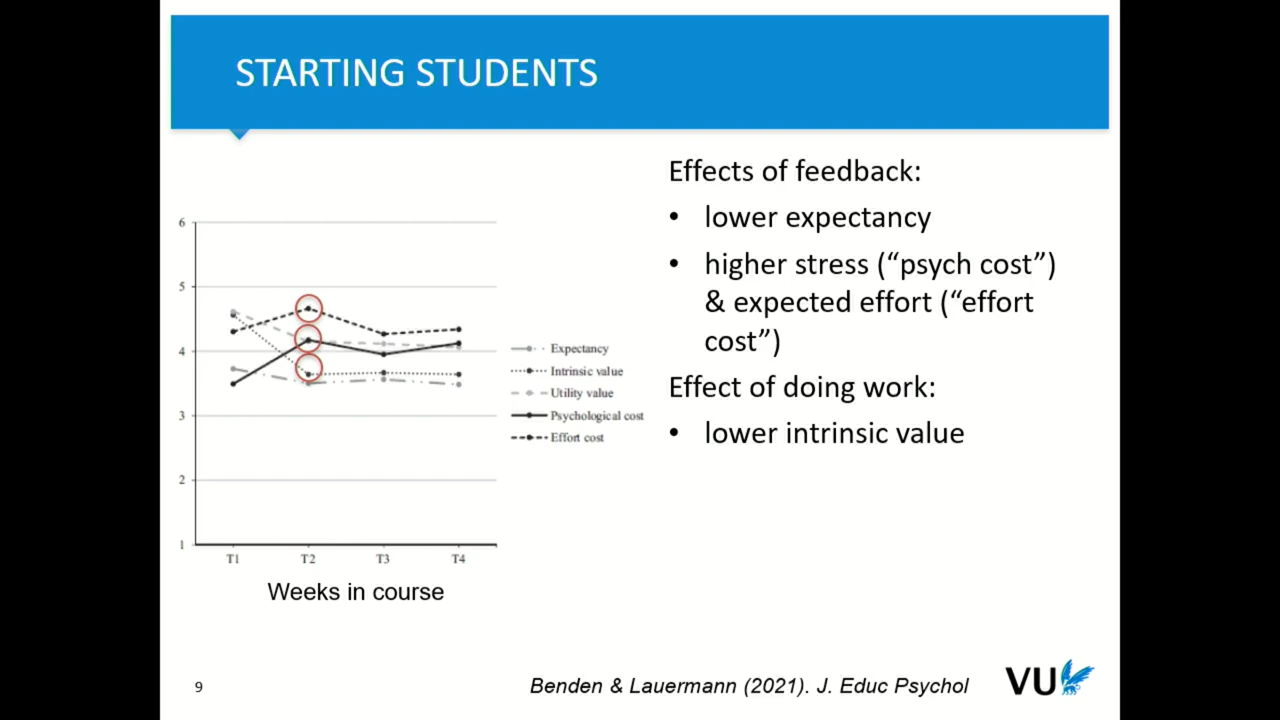 STARTING STUDENTS
Effects of feedback:
• lower expectancy
• higher stress (“psych cost”)
& expected effort (“effort
cost”)
Effect of doing work:
• lower intrinsic value
6
5
4
3
2
1
T1 T2 T3 T4
Weeks in course
Expectancy
Intrinsic value
Utility value
Psychological cost
Effort cost
9
Benden & Lauermann (2021). J. Educ Psychol
VU